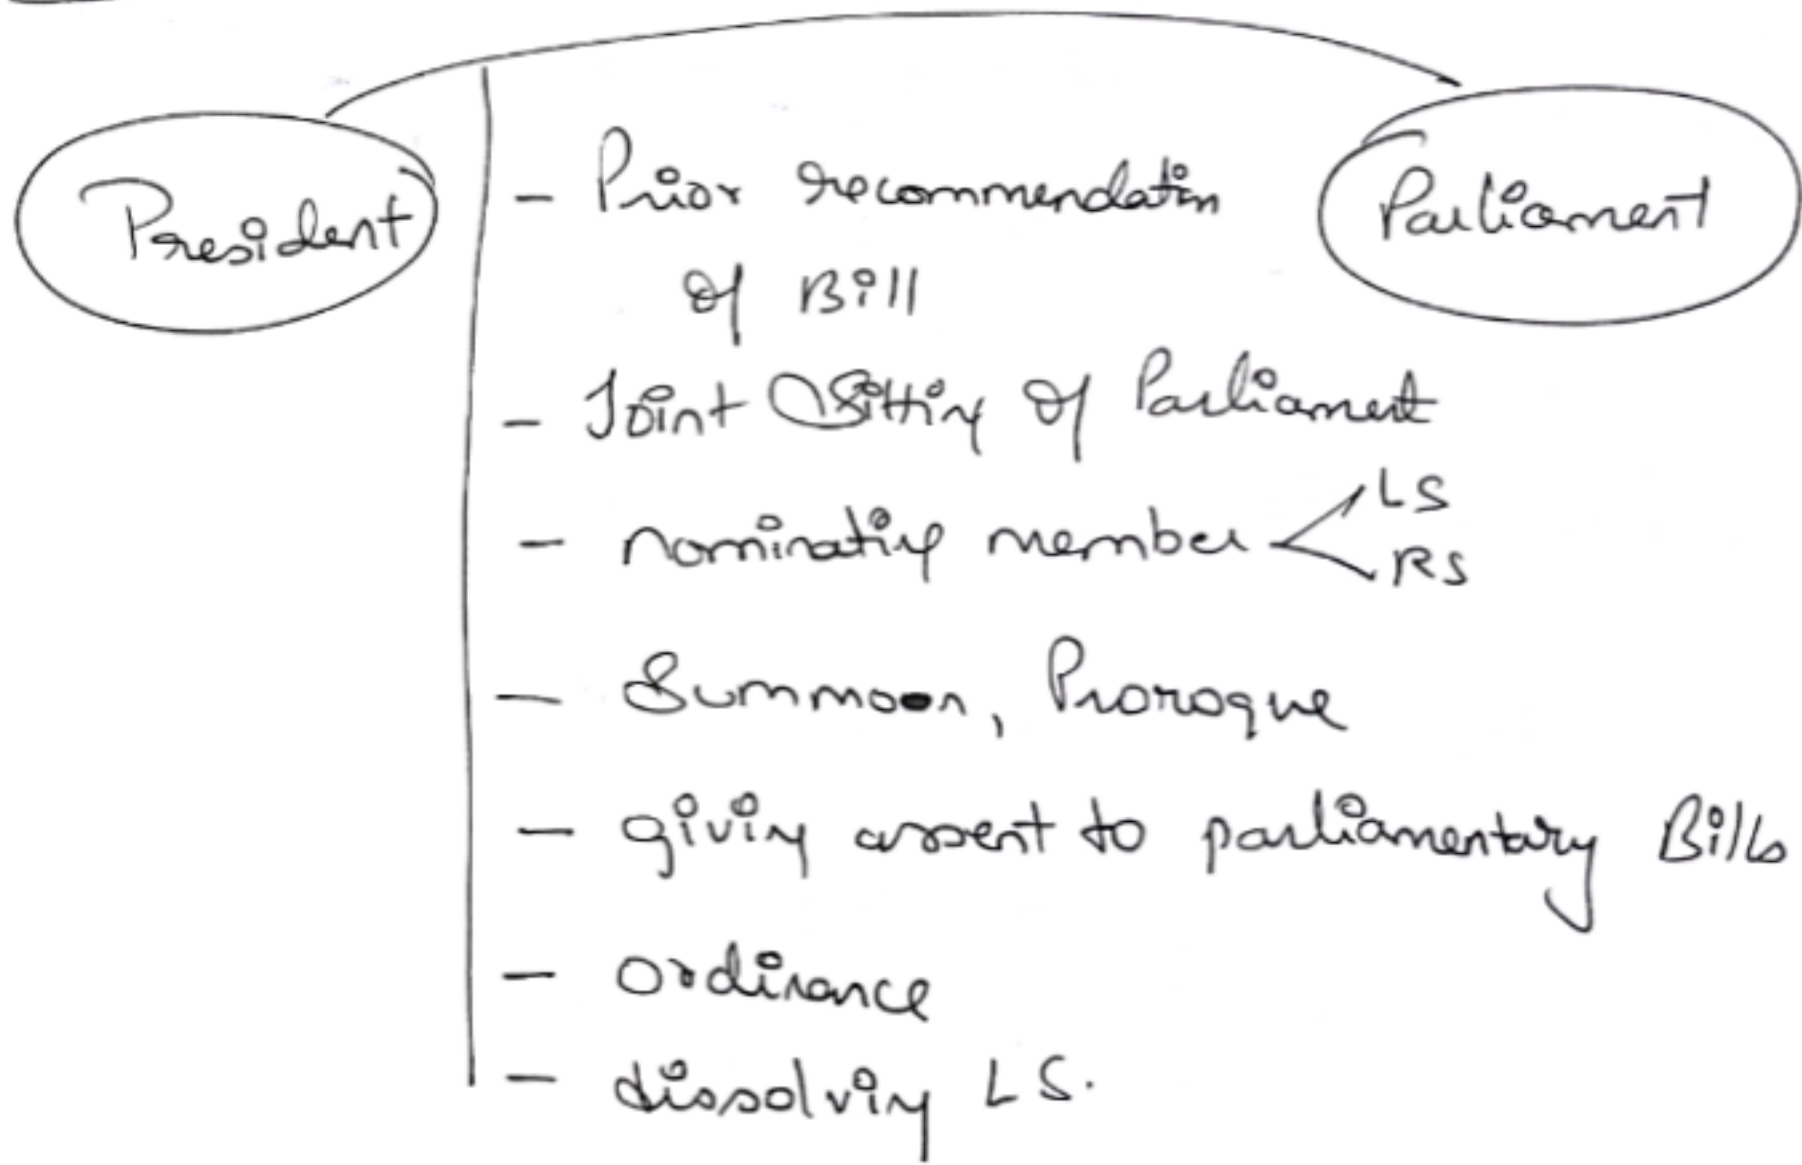 President
Parliament
- Prior recommendation
of Bill
- Joint Sitting of Parliament
- nominating member LS
RS
- Summon, Prorogue
- giving assent to parliamentary Bills
- ordinance
- dissolving LS.